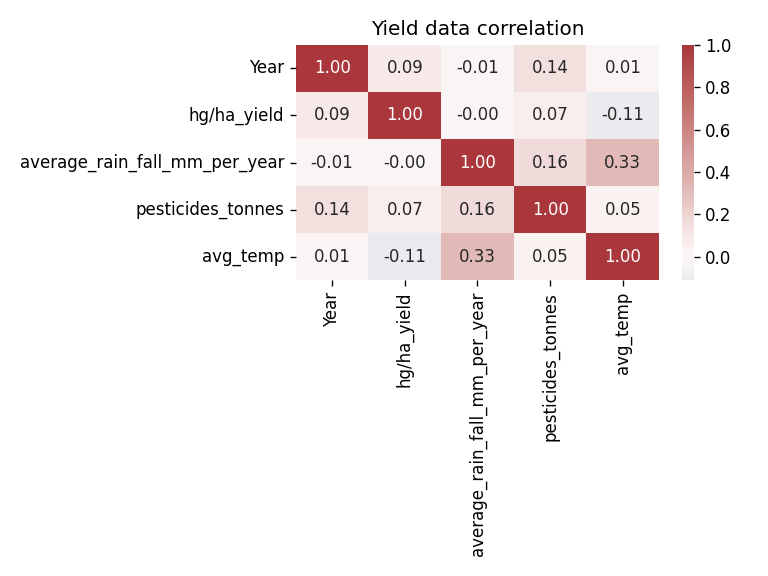 Yield data correlation
Year 1.00 0.09 -0.01 0.14 0.01
hg/ha_yield 0.09 1.00 -0.00 0.07 -0.11
average_rain_fall_mm_per_year -0.01 -0.00 1.00 0.16 0.33
pesticides_tonnes 0.14 0.07 0.16 1.00 0.05
avg_temp 0.01 -0.11 0.33 0.05 1.00
Year
hg/ha_yield
average_rain_fall_mm_per_year
pesticides_tonnes
avg_temp
1.0
0.8
0.6
0.4
0.2
0.0